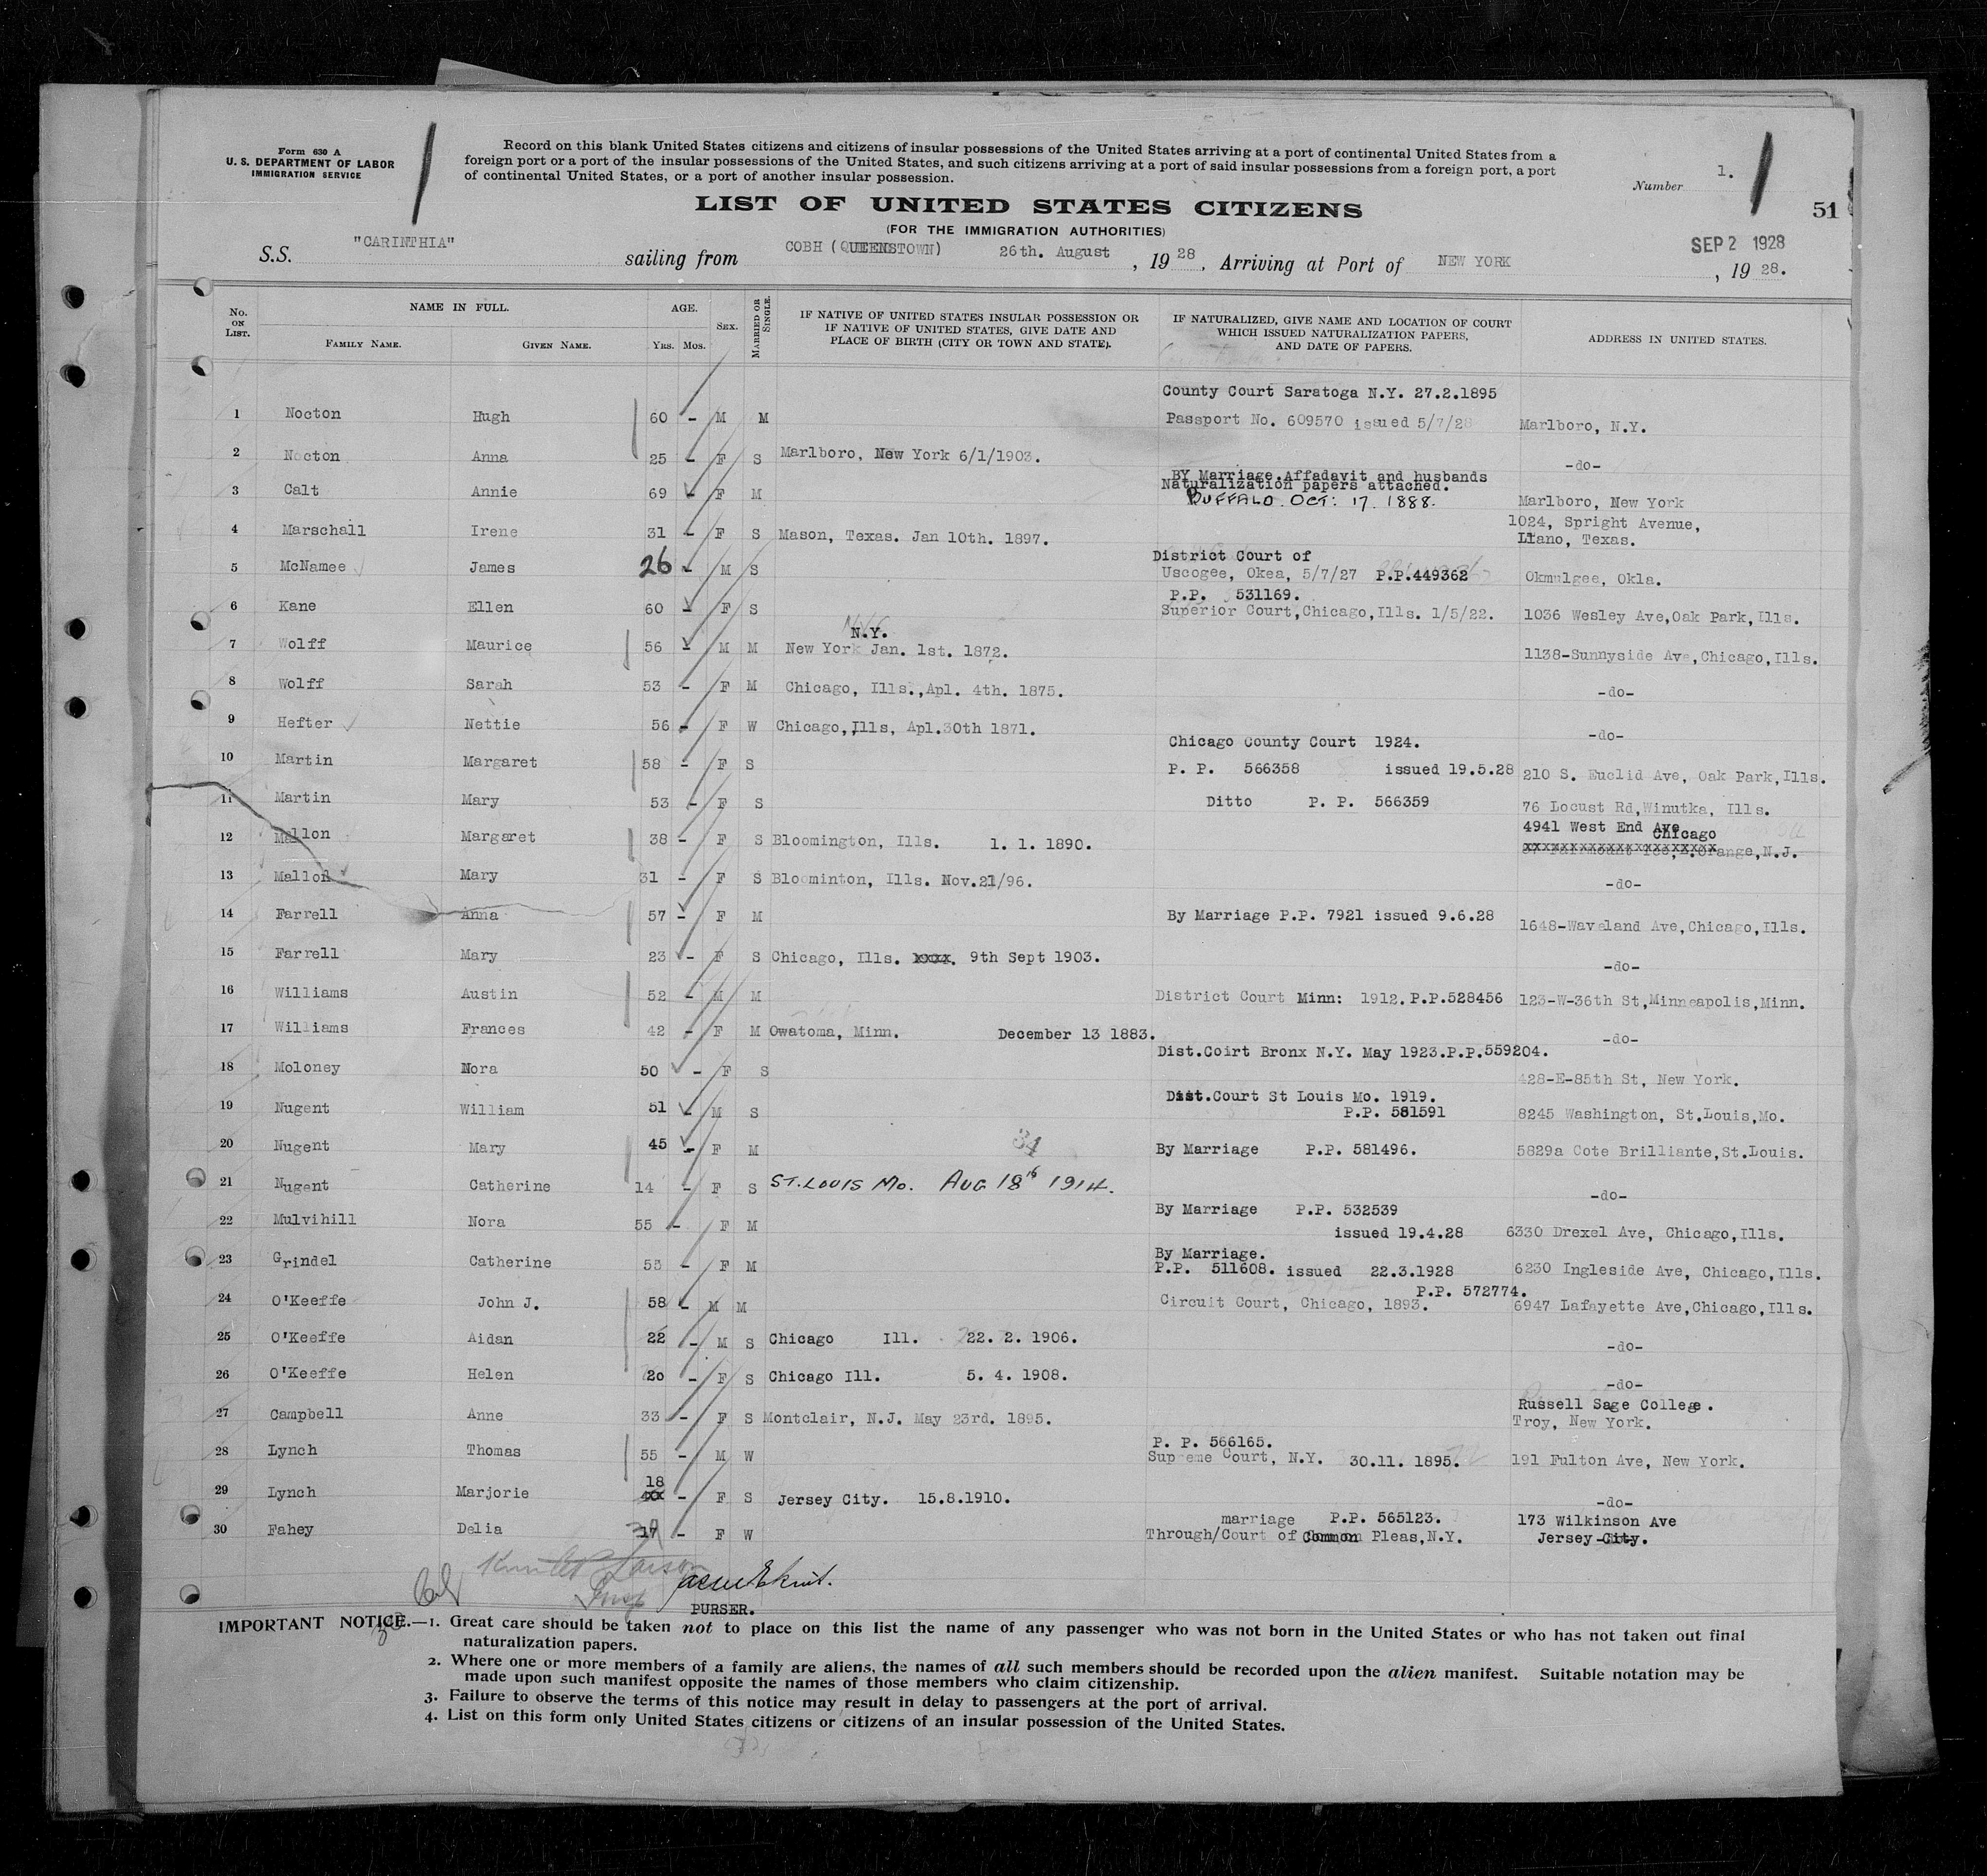 Form 630 A
U. S. DEPARTMENT OF LABOR
IMMIGRATION SERVICE
Record on this blank United States citizens and citizens of insular possessions of the United States arriving at a port of continental United States from a
foreign port or a port of the insular possessions of the United States, and such citizens arriving at a port of said insular possessions from a foreign port, a port
of continental United States, or a port of another insular possession.
Number 1.
51
LIST OF UNITED STATES CITIZENS
(FOR THE IMMIGRATION AUTHORITIES)
SEP 2 1928
S.S. "CARINTHIA" sailing from COBH (QUEENSTOWN) 26th. August, 1928, Arriving at Port of NEW YORK, 1928.
No. ON LIST. NAME IN FULL. AGE. SEX. MARRIED OR SINGLE. IF NATIVE OF UNITED STATES INSULAR POSSESSION OR IF NATIVE OF UNITED STATES, GIVE DATE AND PLACE OF BIRTH (CITY OR TOWN AND STATE). IF NATURALIZED, GIVE NAME AND LOCATION OF COURT WHICH ISSUED NATURALIZATION PAPERS, AND DATE OF PAPERS. ADDRESS IN UNITED STATES.
FAMILY NAME. GIVEN NAME. YRS. MOS.
County Court Saratoga N.Y. 27.2.1895
1 Nocton Hugh 60 - M M Passport No. 609570 issued 5/7/28 Marlboro, N.Y.
2 Nocton Anna 25 - F S Marlboro, New York 6/1/1903. -do-
BY Marriage.Affadavit and husbands
Naturalization papers attached.
3 Calt Annie 69 - F M BUFFALO. OCT: 17. 1888. Marlboro, New York
1024, Spright Avenue,
4 Marschall Irene 31 - F S Mason, Texas. Jan 10th. 1897. Llano, Texas.
District Court of
5 McNamee James 26 - M S Uscogee, Okea, 5/7/27 P.P.449362 Okmulgee, Okla.
P.P. 531169.
6 Kane Ellen 60 - F S Superior Court,Chicago,Ills. 1/5/22. 1036 Wesley Ave,Oak Park,Ills.
N.Y.
7 Wolff Maurice 56 - M M New York Jan. 1st. 1872. 1138-Sunnyside Ave,Chicago,Ills.
8 Wolff Sarah 53 - F M Chicago, Ills.,Apl. 4th. 1875. -do-
9 Hefter Nettie 56 - F W Chicago,Ills, Apl.30th 1871. -do-
Chicago County Court 1924.
10 Martin Margaret 58 - F S P. P. 566358 issued 19.5.28 210 S. Euclid Ave, Oak Park,Ills.
11 Martin Mary 53 - F S Ditto P. P. 566359 76 Locust Rd,Winutka, Ills.
4941 West End Ave Chicago
12 Mallon Margaret 38 - F S Bloomington, Ills. 1. 1. 1890. Orange,N.J.
13 Mallon Mary 31 - F S Bloominton, Ills. Nov.21/96. -do-
14 Farrell Anna 57 - F M By Marriage P.P. 7921 issued 9.6.28 1648-Waveland Ave,Chicago,Ills.
15 Farrell Mary 23 - F S Chicago, Ills. xxxx. 9th Sept 1903. -do-
16 Williams Austin 52 - M M District Court Minn: 1912. P.P.528456 123-W-36th St,Minneapolis,Minn.
17 Williams Frances 42 - F M Owatoma, Minn. December 13 1883. -do-
Dist.Coirt Bronx N.Y. May 1923.P.P.559204.
18 Moloney Nora 50 - F S 428-E-85th St, New York.
Dist.Court St Louis Mo. 1919.
19 Nugent William 51 - M S P.P. 581591 8245 Washington, St.Louis,Mo.
34
20 Nugent Mary 45 - F M By Marriage P.P. 581496. 5829a Cote Brilliante,St.Louis.
21 Nugent Catherine 14 - F S ST. LOUIS MO. AUG 18th 1914. -do-
By Marriage P.P. 532539
22 Mulvihill Nora 55 - F M issued 19.4.28 6330 Drexel Ave, Chicago,Ills.
By Marriage.
23 Grindel Catherine 53 - F M P.P. 511608. issued 22.3.1928 6230 Ingleside Ave, Chicago,Ills.
P.P. 572774.
24 O'Keeffe John J. 58 - M M Circuit Court, Chicago, 1893. 6947 Lafayette Ave,Chicago,Ills.
25 O'Keeffe Aidan 22 - M S Chicago Ill. 22. 2. 1906. -do-
26 O'Keeffe Helen 20 - F S Chicago Ill. 5. 4. 1908. -do-
Russell Sage College.
27 Campbell Anne 33 - F S Montclair, N.J. May 23rd. 1895. Troy, New York.
P. P. 566165.
28 Lynch Thomas 55 - M W Supreme Court, N.Y. 30.11. 1895. 191 Fulton Ave, New York.
18
29 Lynch Marjorie xx - F S Jersey City. 15.8.1910. -do-
marriage P.P. 565123. 173 Wilkinson Ave
30 Fahey Delia - F W Through/Court of Common Pleas,N.Y. Jersey City.
PURSER.
IMPORTANT NOTICE.—1. Great care should be taken not to place on this list the name of any passenger who was not born in the United States or who has not taken out final
naturalization papers.
2. Where one or more members of a family are aliens, the names of all such members should be recorded upon the alien manifest. Suitable notation may be
made upon such manifest opposite the names of those members who claim citizenship.
3. Failure to observe the terms of this notice may result in delay to passengers at the port of arrival.
4. List on this form only United States citizens or citizens of an insular possession of the United States.